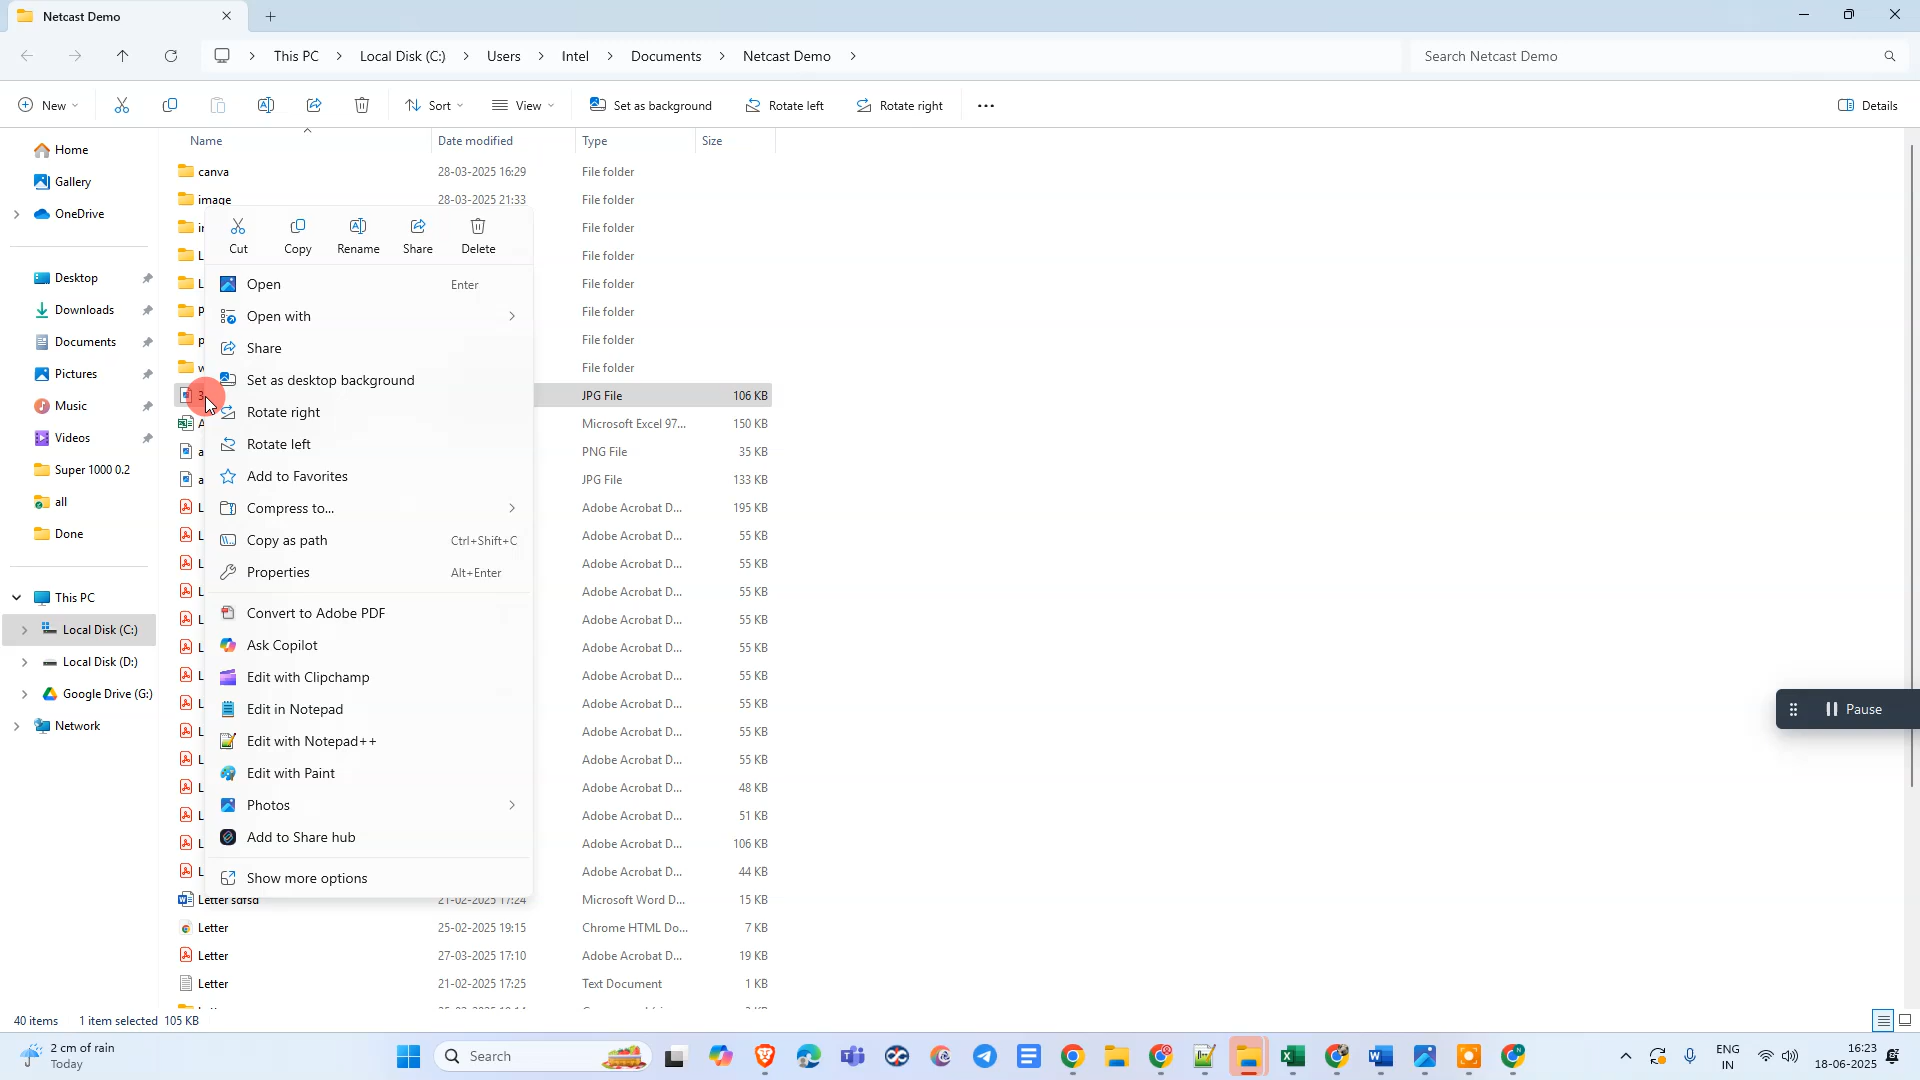 Netcast Demo
This PC
Local Disk (C:)
Users
Intel
Documents
Netcast Demo
Search Netcast Demo
New
Sort
View
Set as background
Rotate left
Rotate right
Details
Name
Date modified
Type
Size
Home
Gallery
OneDrive
Desktop
Downloads
Documents
Pictures
Music
Videos
Super 1000 0.2
all
Done
This PC
Local Disk (C:)
Local Disk (D:)
Google Drive (G:)
Network
canva 28-03-2025 16:29 File folder
image 28-03-2025 21:33 File folder
File folder
File folder
File folder
File folder
File folder
File folder
JPG File 106 KB
Microsoft Excel 97... 150 KB
PNG File 35 KB
JPG File 133 KB
Adobe Acrobat D... 195 KB
Adobe Acrobat D... 55 KB
Adobe Acrobat D... 55 KB
Adobe Acrobat D... 55 KB
Adobe Acrobat D... 55 KB
Adobe Acrobat D... 55 KB
Adobe Acrobat D... 55 KB
Adobe Acrobat D... 55 KB
Adobe Acrobat D... 55 KB
Adobe Acrobat D... 55 KB
Adobe Acrobat D... 48 KB
Adobe Acrobat D... 51 KB
Adobe Acrobat D... 106 KB
Adobe Acrobat D... 44 KB
Letter sdfsd 21-02-2025 17:24 Microsoft Word D... 15 KB
Letter 25-02-2025 19:15 Chrome HTML Do... 7 KB
Letter 27-03-2025 17:10 Adobe Acrobat D... 19 KB
Letter 21-02-2025 17:25 Text Document 1 KB
Cut
Copy
Rename
Share
Delete
Open Enter
Open with
Share
Set as desktop background
Rotate right
Rotate left
Add to Favorites
Compress to...
Copy as path Ctrl+Shift+C
Properties Alt+Enter
Convert to Adobe PDF
Ask Copilot
Edit with Clipchamp
Edit in Notepad
Edit with Notepad++
Edit with Paint
Photos
Add to Share hub
Show more options
Pause
40 items 1 item selected 105 KB
2 cm of rain
Today
Search
ENG
IN
16:23
18-06-2025